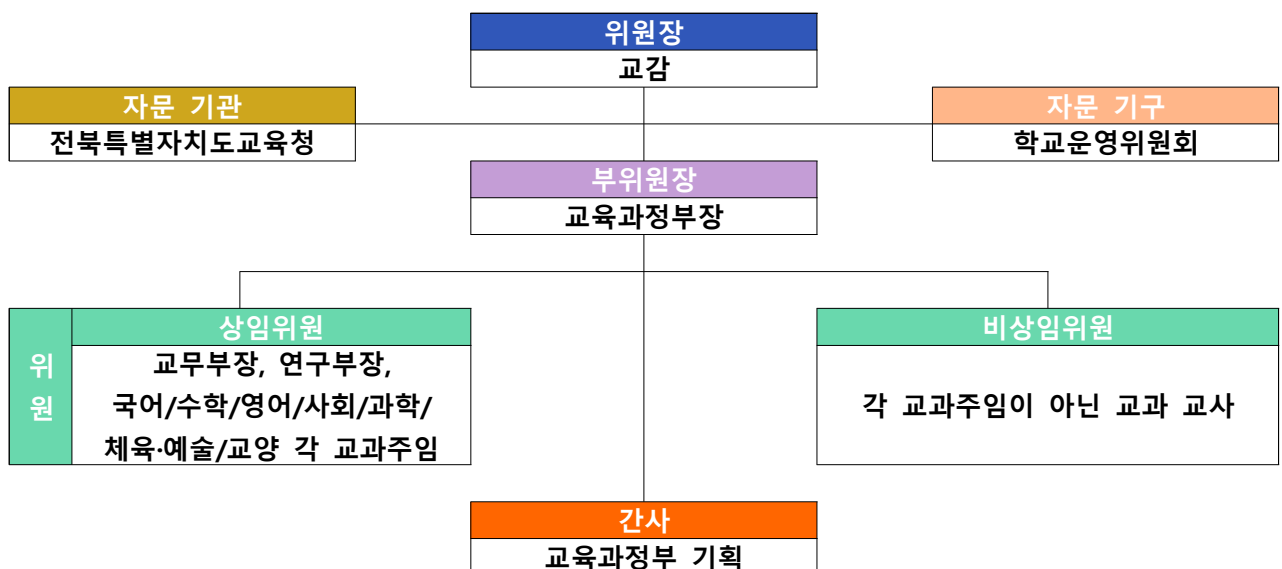 위원장
교감
자문 기관
전북특별자치도교육청
자문 기구
학교운영위원회
부위원장
교육과정부장
위
원
상임위원
교무부장, 연구부장,
국어/수학/영어/사회/과학/
체육·예술/교양 각 교과주임
비상임위원
각 교과주임이 아닌 교과 교사
간사
교육과정부 기획